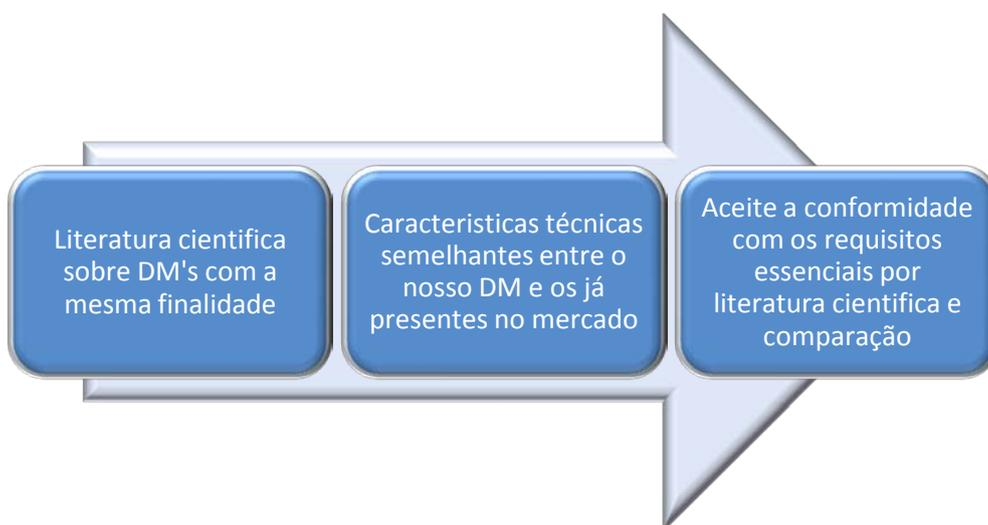 Literatura cientifica
sobre DM's com a
mesma finalidade
Caracteristicas técnicas
semelhantes entre o
nosso DM e os já
presentes no mercado
Aceite a conformidade
com os requisitos
essenciais por
literatura cientifica e
comparação